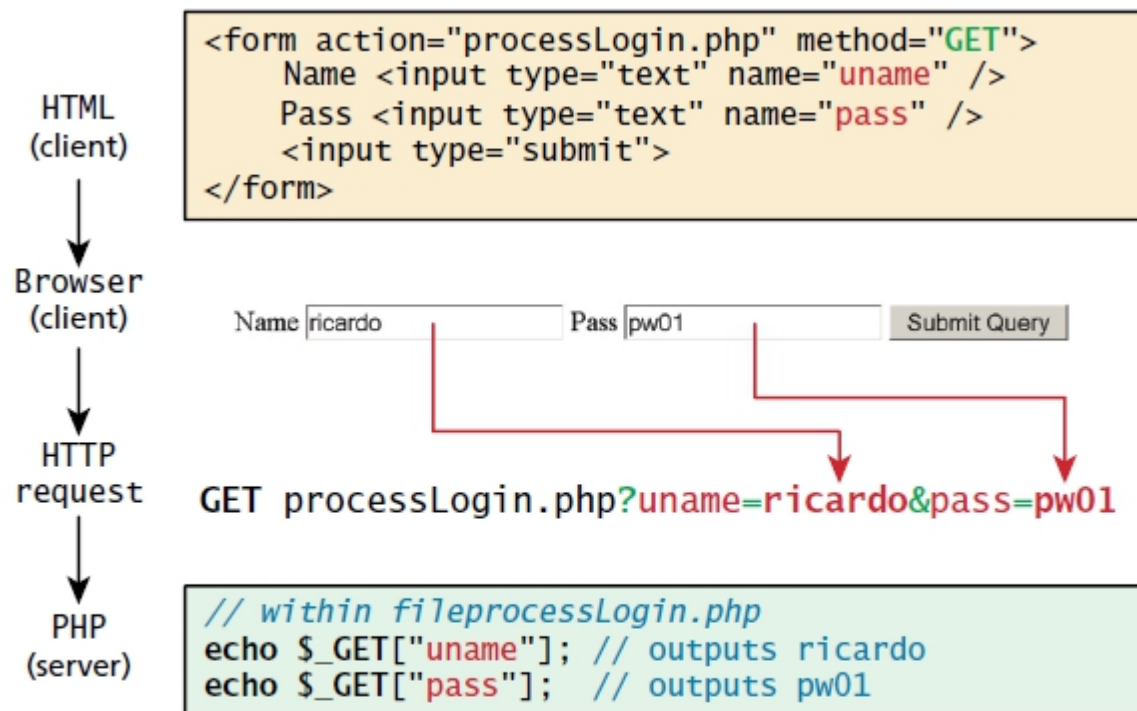 HTML
(client)
<form action="processLogin.php" method="GET">
Name <input type="text" name="uname" />
Pass <input type="text" name="pass" />
<input type="submit">
</form>
Browser
(client)
Name ricardo Pass pw01 Submit Query
HTTP
request
GET processLogin.php?uname=ricardo&pass=pw01
PHP
(server)
// within fileprocessLogin.php
echo $_GET["uname"]; // outputs ricardo
echo $_GET["pass"]; // outputs pw01